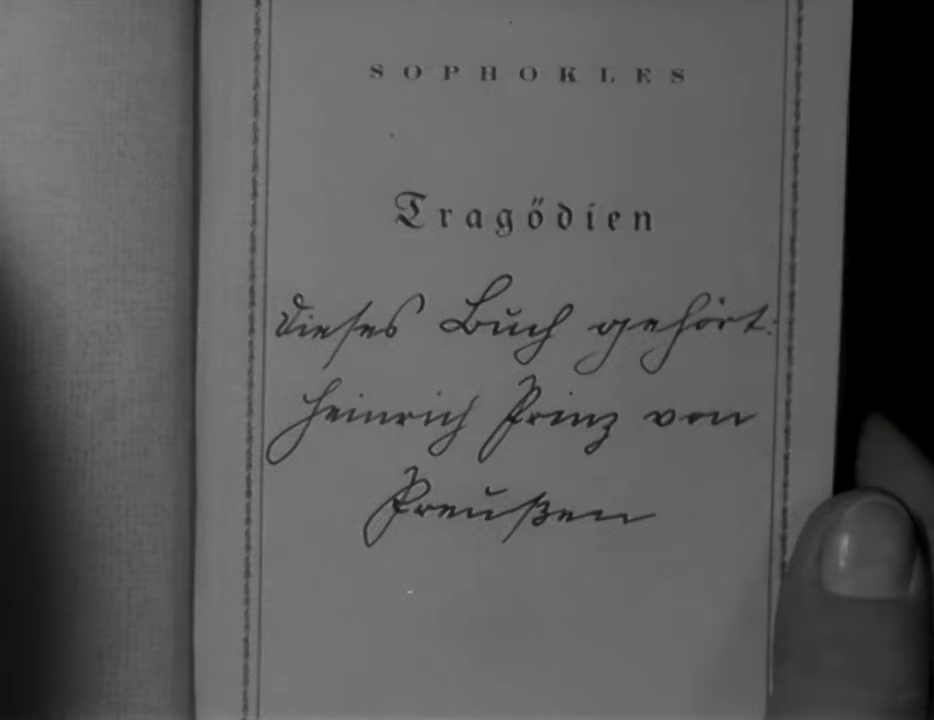 SOPHOKLES
Tragödien
Dieses Buch gehört:
Heinrich Prinz von
Preußen